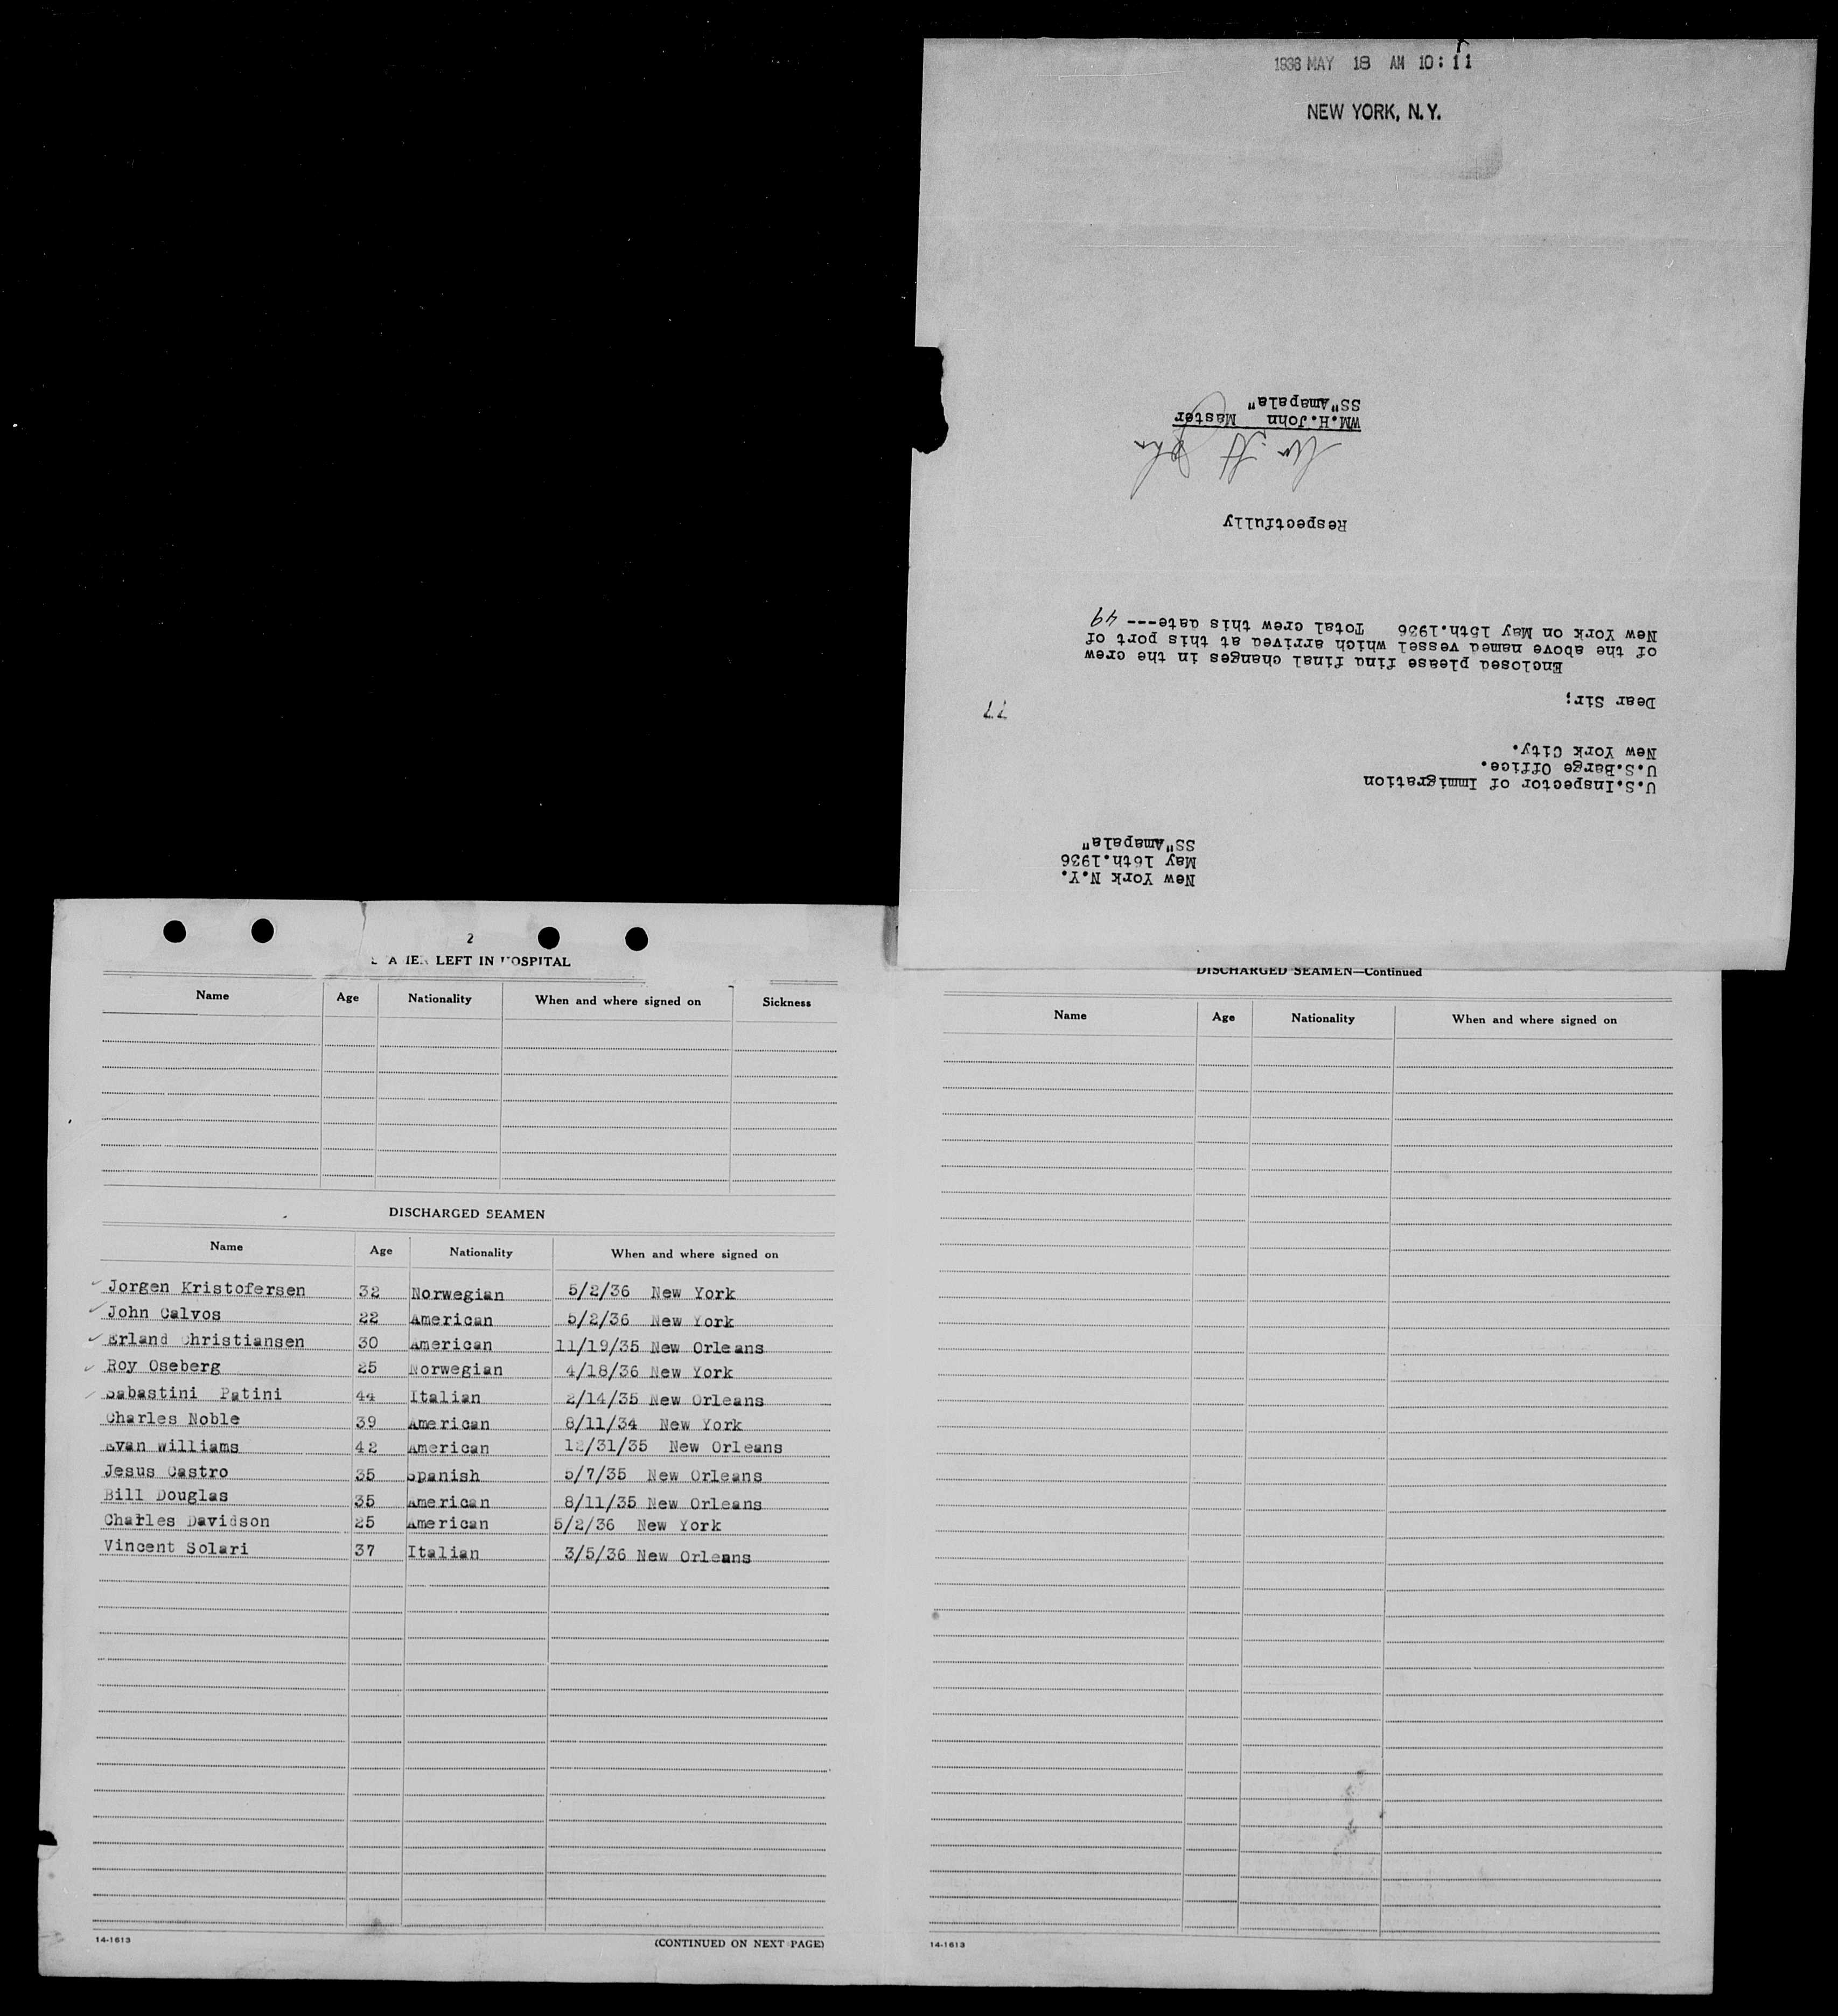 1936 MAY 18 AM 10:11
NEW YORK, N.Y.
New York N.Y.
May 16th.1936
SS"Amapala"
U.S.Inspector of Immigration
U.S.Barge Office.
New York City.
77
Dear Sir;
Enclosed please find final changes in the crew
of the above named vessel which arrived at this port of
New York on May 15th.1936 Total crew this date--- 49
Respectfully
Wm H John
WM.H.John Master
SS"Amapala"
2
LEFT IN HOSPITAL
Name Age Nationality When and where signed on Sickness
DISCHARGED SEAMEN
Name Age Nationality When and where signed on
Jorgen Kristofersen 32 Norwegian 5/2/36 New York
John Calvos 22 American 5/2/36 New York
Erland Christiansen 30 American 11/19/35 New Orleans
Roy Oseberg 25 Norwegian 4/18/36 New York
Sabastini Patini 44 Italian 2/14/35 New Orleans
Charles Noble 39 American 8/11/34 New York
Evan Williams 42 American 12/31/35 New Orleans
Jesus Castro 35 Spanish 5/7/35 New Orleans
Bill Douglas 35 American 8/11/35 New Orleans
Charles Davidson 25 American 5/2/36 New York
Vincent Solari 37 Italian 3/5/36 New Orleans
14-1613
(CONTINUED ON NEXT PAGE)
DISCHARGED SEAMEN—Continued
Name Age Nationality When and where signed on
14-1613